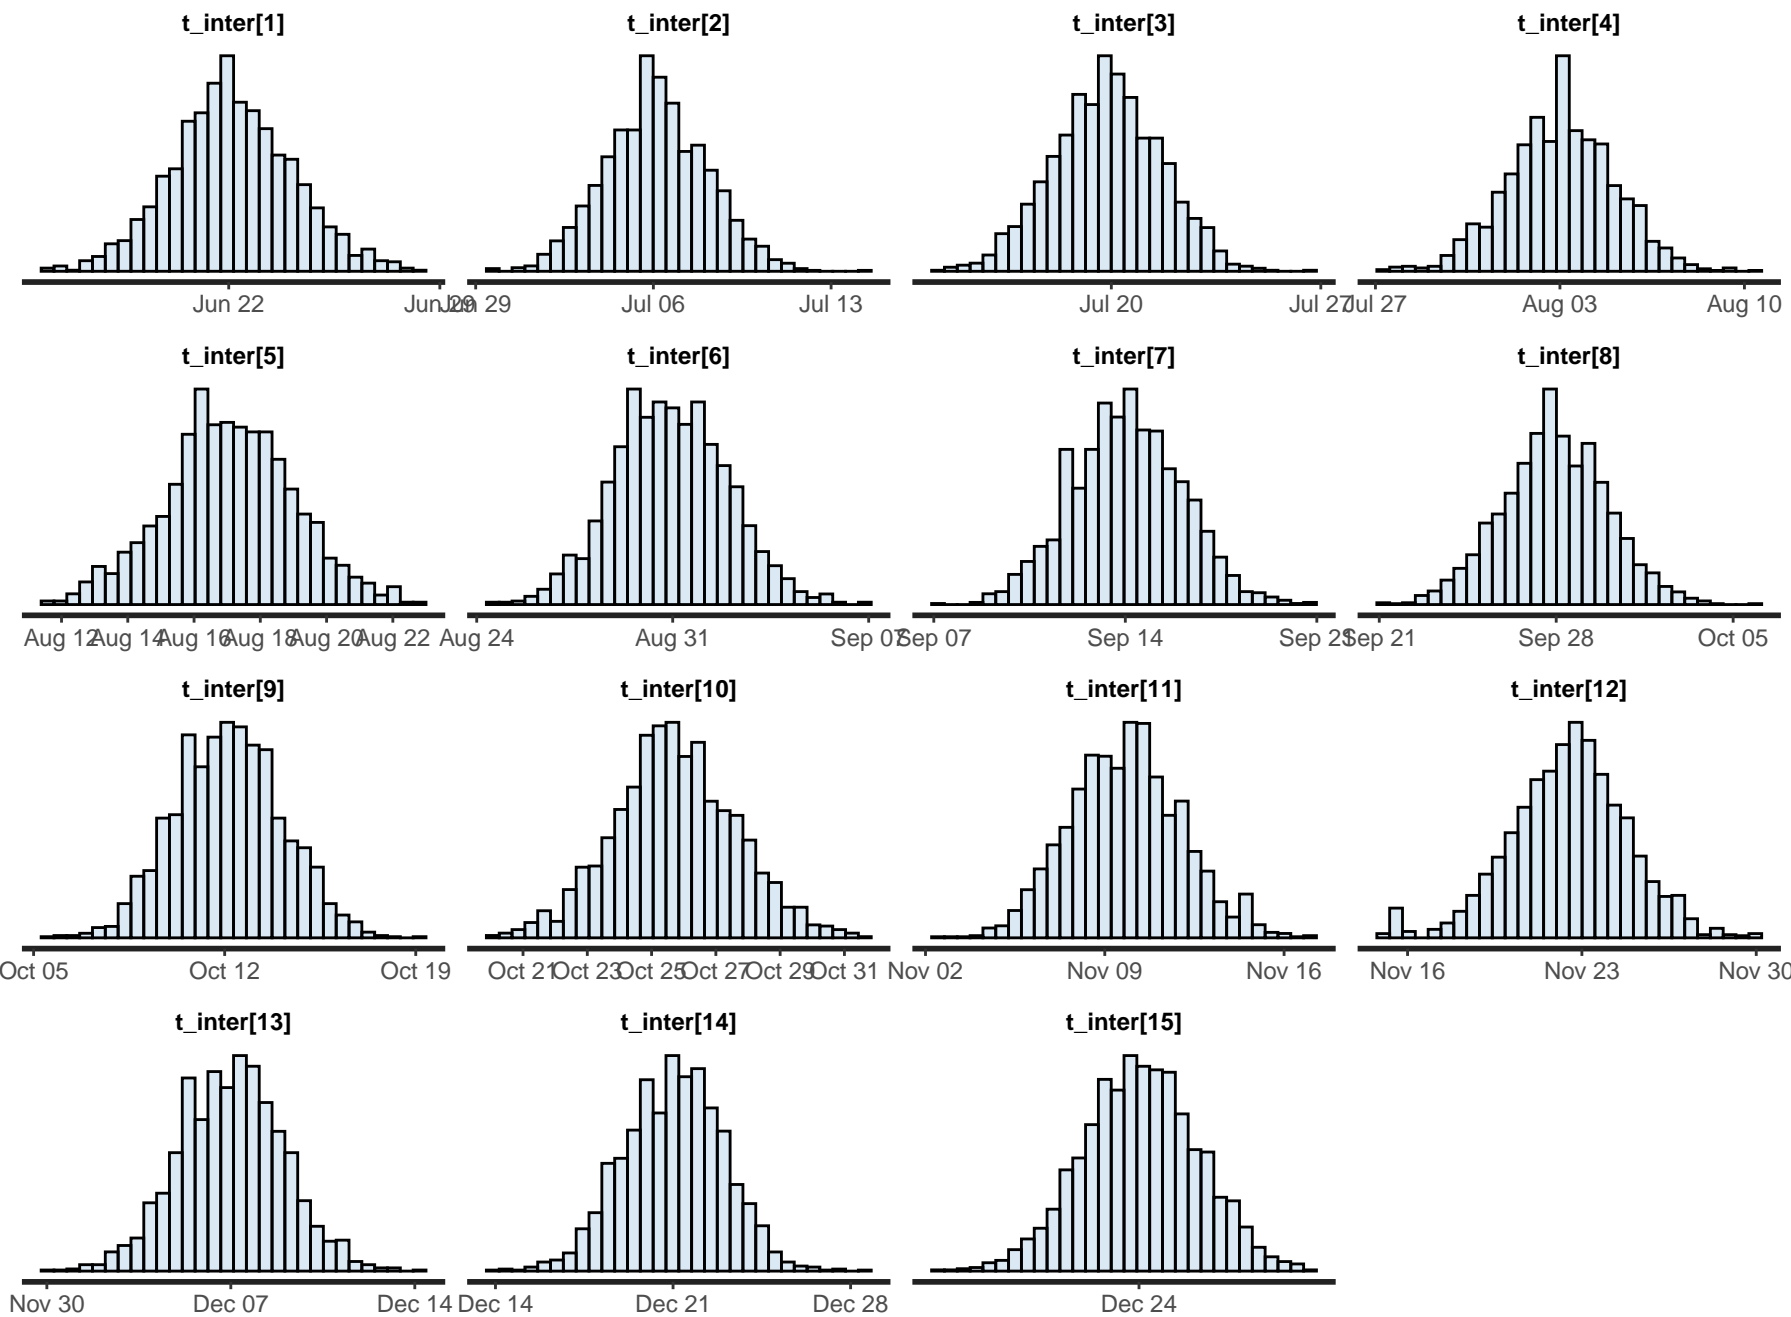 t_inter[1] t_inter[2] t_inter[3] t_inter[4]
Jun 22 Jun 29 Jun 29 Jul 06 Jul 13 Jul 20 Jul 27 Jul 27 Aug 03 Aug 10
t_inter[5] t_inter[6] t_inter[7] t_inter[8]
Aug 12 Aug 14 Aug 16 Aug 18 Aug 20 Aug 22 Aug 24 Aug 31 Sep 07 Sep 07 Sep 14 Sep 21 Sep 21 Sep 28 Oct 05
t_inter[9] t_inter[10] t_inter[11] t_inter[12]
Oct 05 Oct 12 Oct 19 Oct 21 Oct 23 Oct 25 Oct 27 Oct 29 Oct 31 Nov 02 Nov 09 Nov 16 Nov 16 Nov 23 Nov 30
t_inter[13] t_inter[14] t_inter[15]
Nov 30 Dec 07 Dec 14 Dec 14 Dec 21 Dec 28 Dec 24